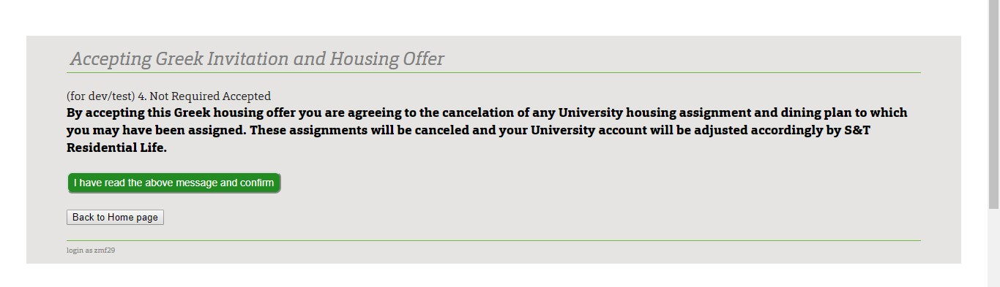 Accepting Greek Invitation and Housing Offer
(for dev/test) 4. Not Required Accepted
By accepting this Greek housing offer you are agreeing to the cancelation of any University housing assignment and dining plan to which
you may have been assigned. These assignments will be canceled and your University account will be adjusted accordingly by S&T
Residential Life.
I have read the above message and confirm
Back to Home page
login as zmf29